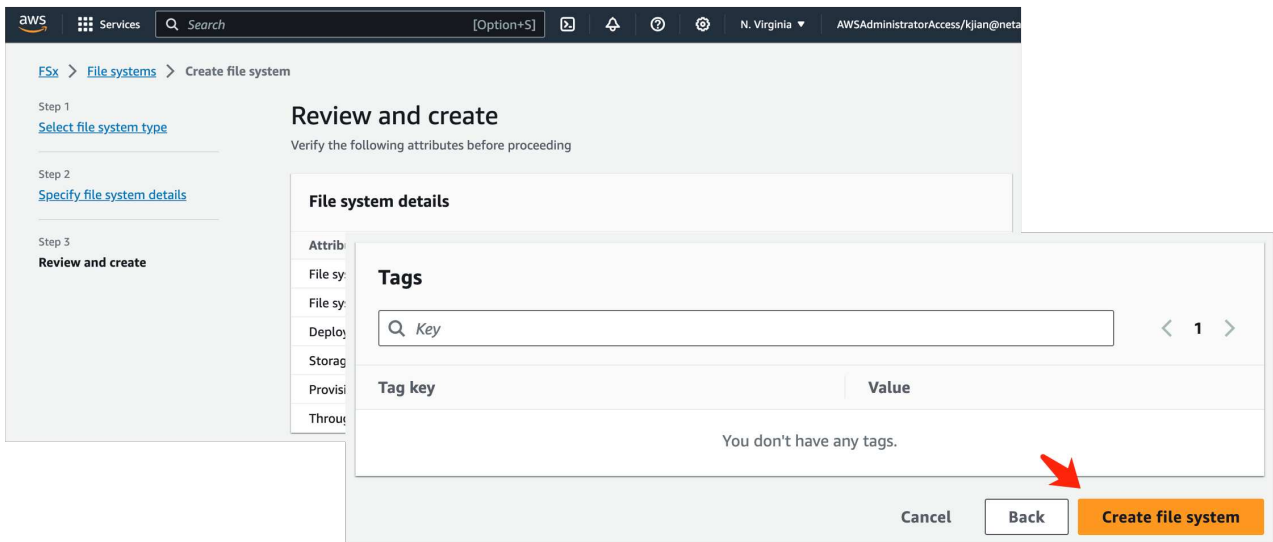 aws
Services
Search
[Option+S]
N. Virginia
AWSAdministratorAccess/kjian@neta
FSx > File systems > Create file system
Step 1
Select file system type
Step 2
Specify file system details
Step 3
Review and create
Review and create
Verify the following attributes before proceeding
File system details
Attrib
File sy
File sy
Deploy
Storag
Provisi
Throug
Tags
Key
< 1 >
Tag key
Value
You don't have any tags.
Cancel
Back
Create file system